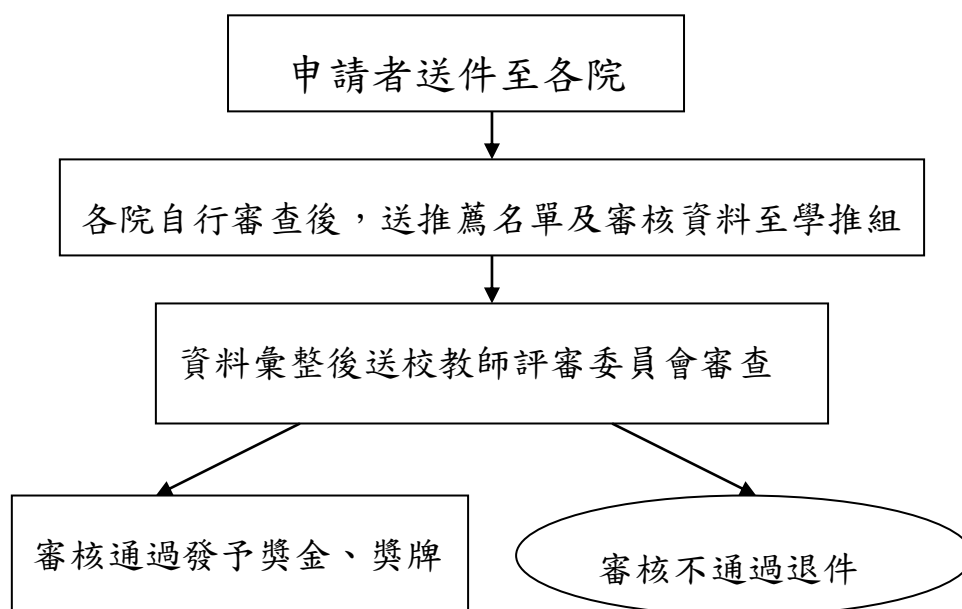 申請者送件至各院
各院自行審查後，送推薦名單及審核資料至學推組
資料彙整後送校教師評審委員會審查
審核通過發予獎金、獎牌
審核不通過退件